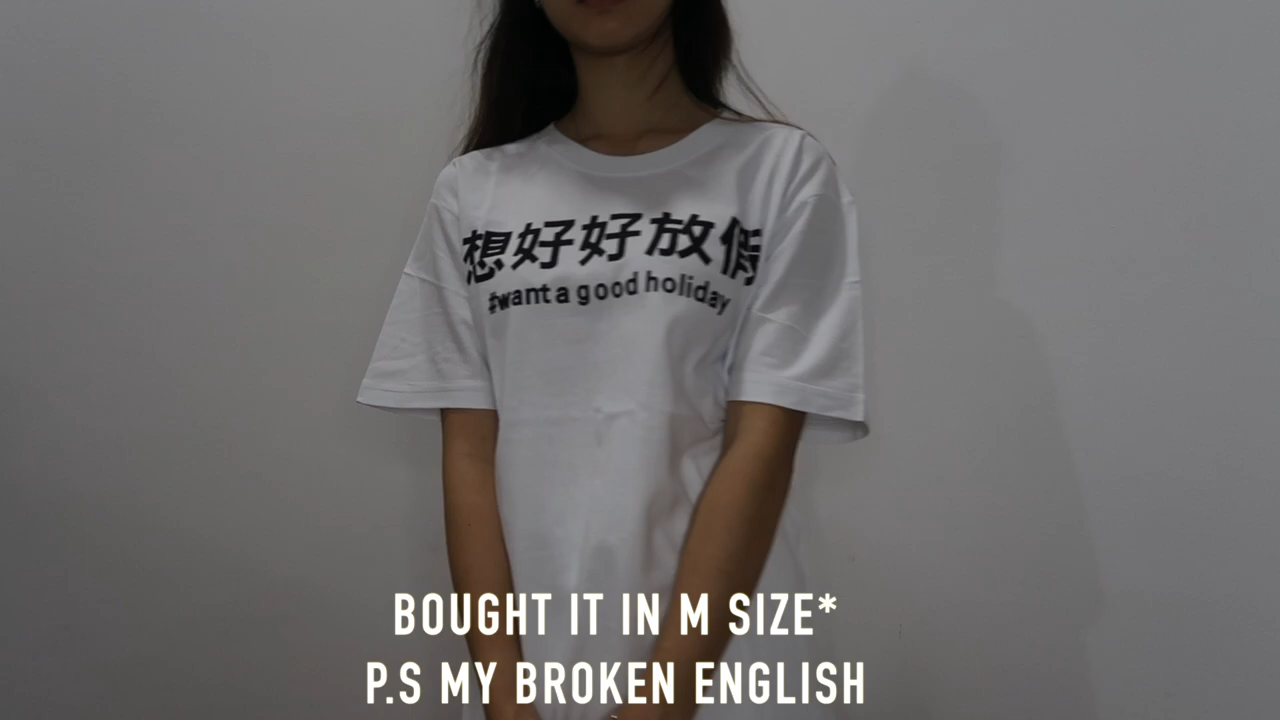 想好好放假
#want a good holiday
BOUGHT IT IN M SIZE*
P.S MY BROKEN ENGLISH